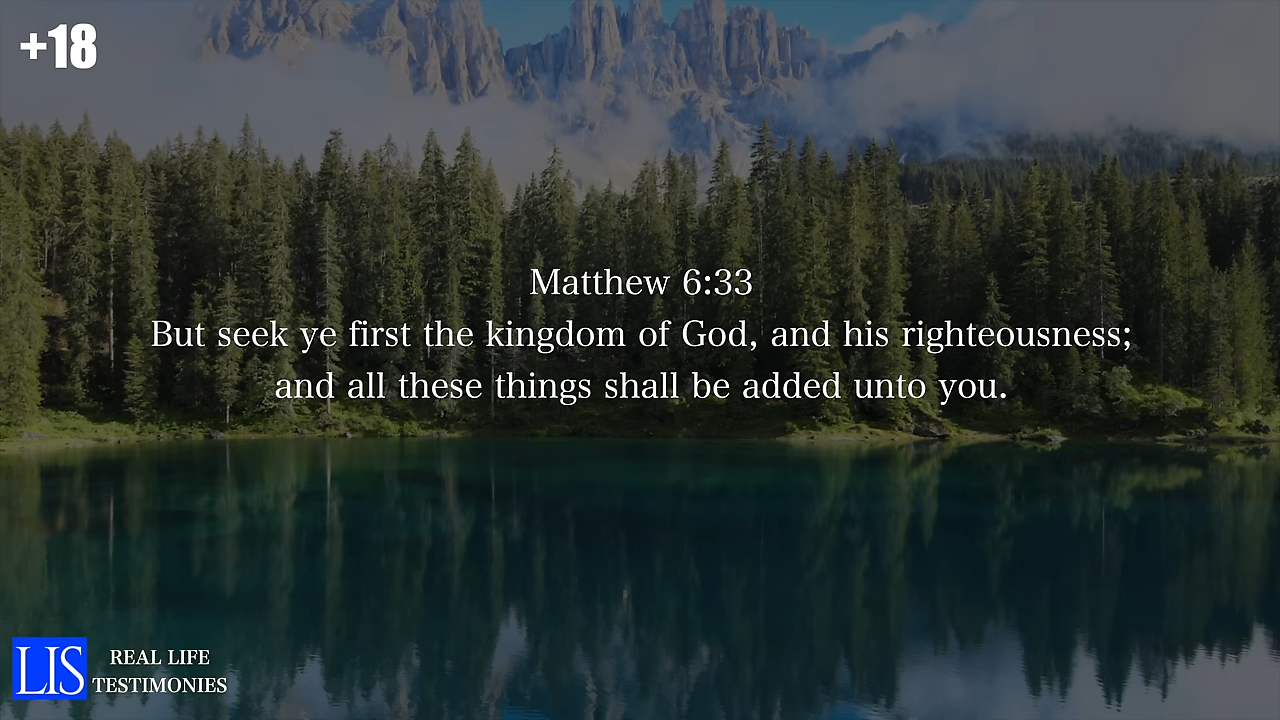 +18
Matthew 6:33
But seek ye first the kingdom of God, and his righteousness;
and all these things shall be added unto you.
LIS
REAL LIFE
TESTIMONIES